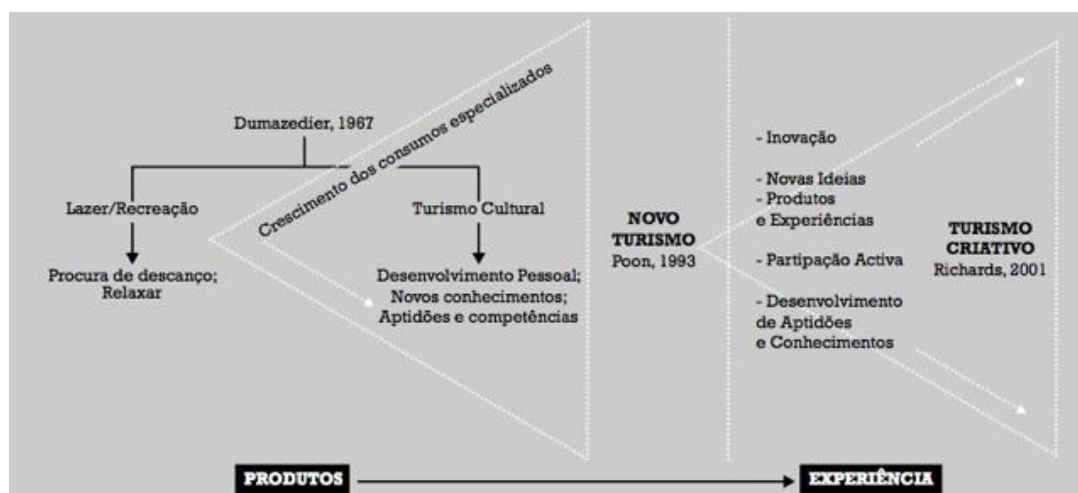 Dumazedier, 1967
Crescimento dos consumos especializados
Lazer/Recreação
Turismo Cultural
Procura de descanço;
Relaxar
Desenvolvimento Pessoal;
Novos conhecimentos;
Aptidões e competências
NOVO
TURISMO
Poon, 1993
- Inovação
- Novas Ideias
- Produtos
e Experiências
- Partipação Activa
- Desenvolvimento
de Aptidões
e Conhecimentos
TURISMO
CRIATIVO
Richards, 2001
PRODUTOS
EXPERIÊNCIA